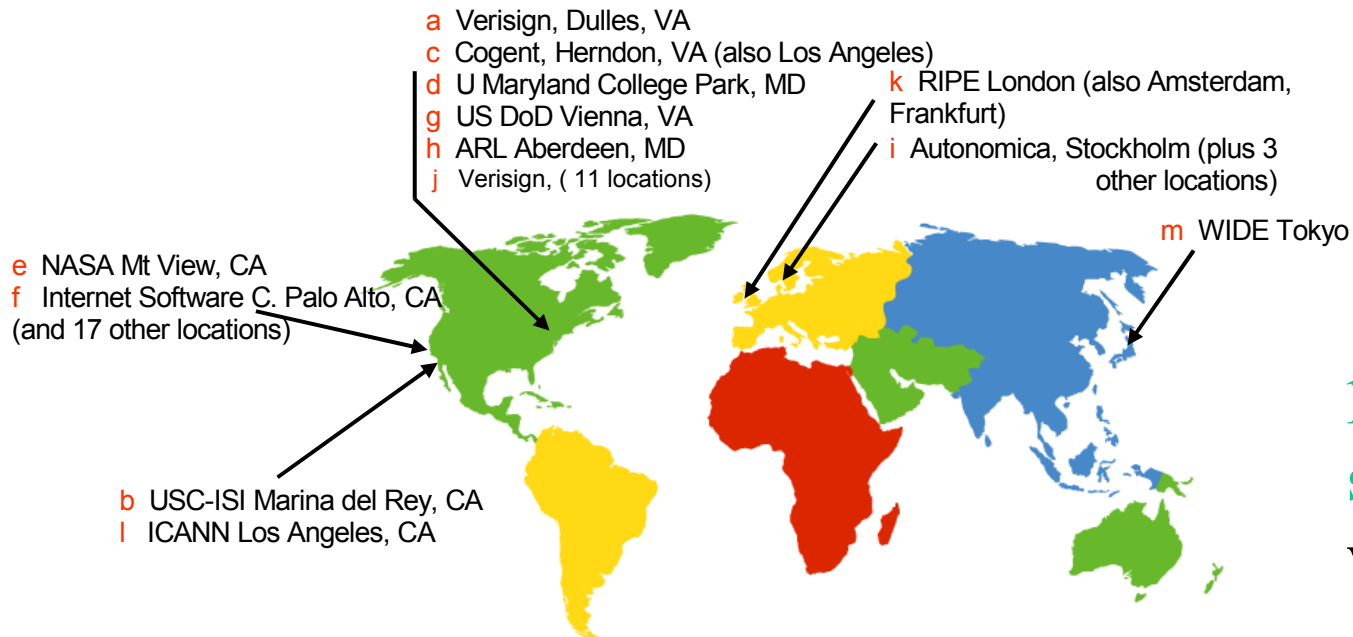 a Verisign, Dulles, VA
c Cogent, Herndon, VA (also Los Angeles)
d U Maryland College Park, MD
g US DoD Vienna, VA
h ARL Aberdeen, MD
j Verisign, ( 11 locations)
k RIPE London (also Amsterdam,
Frankfurt)
i Autonomica, Stockholm (plus 3
other locations)
m WIDE Tokyo
e NASA Mt View, CA
f Internet Software C. Palo Alto, CA
(and 17 other locations)
b USC-ISI Marina del Rey, CA
l ICANN Los Angeles, CA